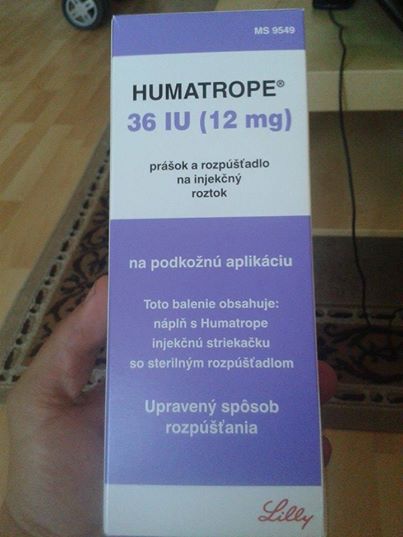 MS 9549
HUMATROPE®
36 IU (12 mg)
prášok a rozpúšťadlo
na injekčný
roztok
na podkožnú aplikáciu
Toto balenie obsahuje:
náplň s Humatrope
injekčnú striekačku
so sterilným rozpúšťadlom
Upravený spôsob
rozpúšťania
Lilly